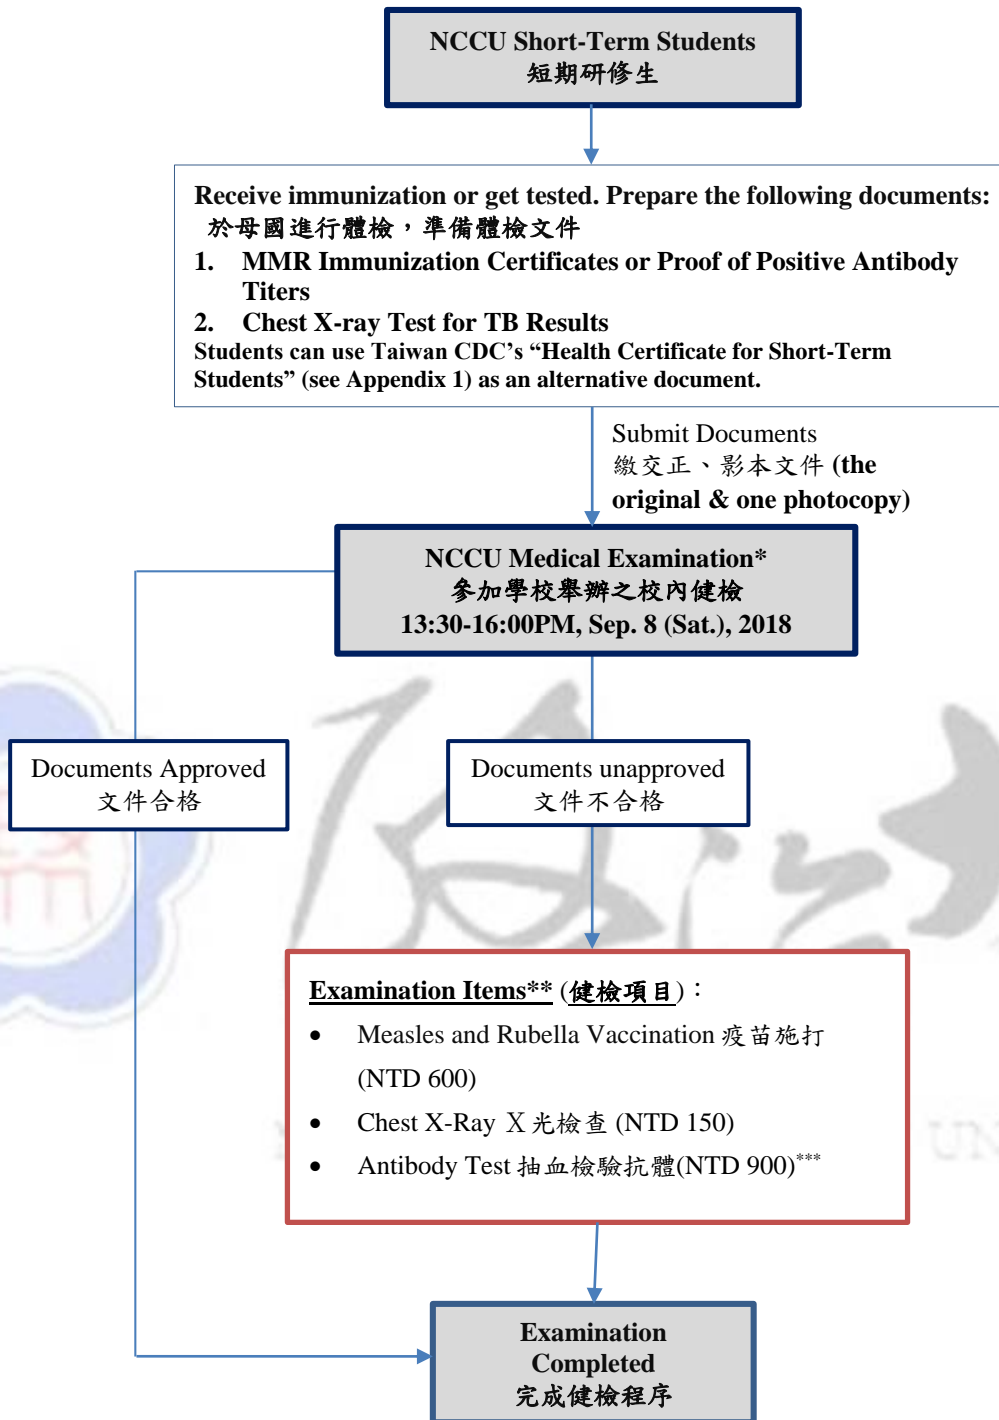 NCCU Short-Term Students
短期研修生
Receive immunization or get tested. Prepare the following documents:
於母國進行體檢，準備體檢文件
1. MMR Immunization Certificates or Proof of Positive Antibody
Titers
2. Chest X-ray Test for TB Results
Students can use Taiwan CDC’s “Health Certificate for Short-Term
Students” (see Appendix 1) as an alternative document.
Submit Documents
繳交正、影本文件 (the
original & one photocopy)
NCCU Medical Examination*
參加學校舉辦之校內健檢
13:30-16:00PM, Sep. 8 (Sat.), 2018
Documents Approved
文件合格
Documents unapproved
文件不合格
Examination Items** (健檢項目)：
• Measles and Rubella Vaccination 疫苗施打
(NTD 600)
• Chest X-Ray Ｘ光檢查 (NTD 150)
• Antibody Test 抽血檢驗抗體(NTD 900)***
UN
Examination
Completed
完成健檢程序